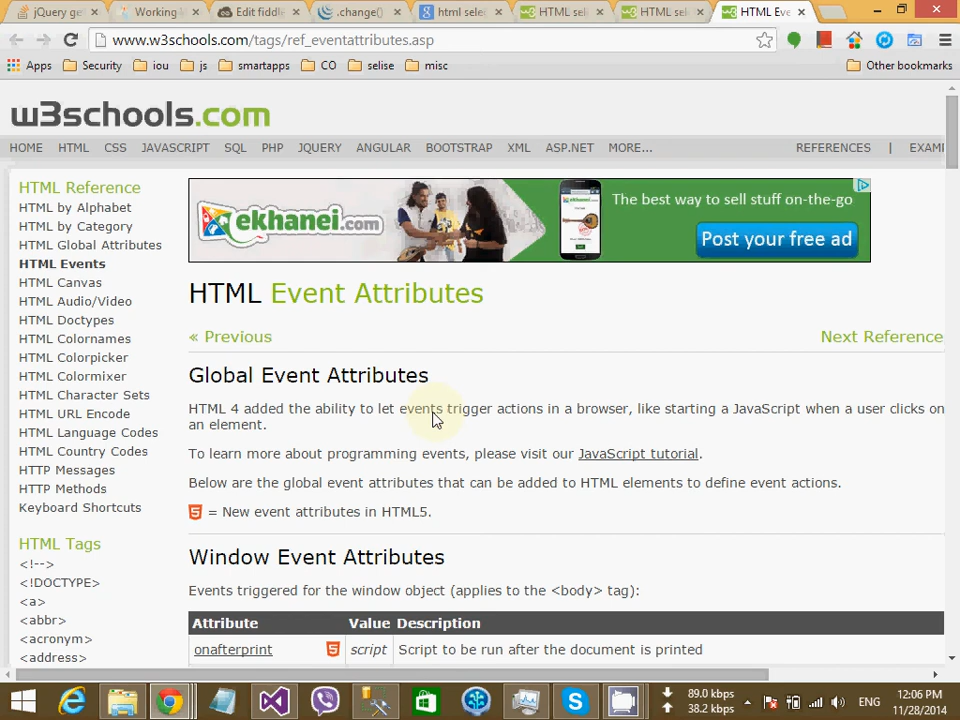 jQuery ge
Working
Edit fiddl
.change()
html sele
HTML sel
HTML sel
HTML Eve
www.w3schools.com/tags/ref_eventattributes.asp
Apps Security iou js smartapps CO selise misc Other bookmarks
w3schools.com
HOME HTML CSS JAVASCRIPT SQL PHP JQUERY ANGULAR BOOTSTRAP XML ASP.NET MORE... REFERENCES | EXAM
HTML Reference
HTML by Alphabet
HTML by Category
HTML Global Attributes
HTML Events
HTML Canvas
HTML Audio/Video
HTML Doctypes
HTML Colornames
HTML Colorpicker
HTML Colormixer
HTML Character Sets
HTML URL Encode
HTML Language Codes
HTML Country Codes
HTTP Messages
HTTP Methods
Keyboard Shortcuts
HTML Tags
<!-->
<!DOCTYPE>
<a>
<abbr>
<acronym>
<address>
ekhanei.com
The best way to sell stuff on-the-go
Post your free ad
HTML Event Attributes
« Previous
Next Reference
Global Event Attributes
HTML 4 added the ability to let events trigger actions in a browser, like starting a JavaScript when a user clicks on
an element.
To learn more about programming events, please visit our JavaScript tutorial.
Below are the global event attributes that can be added to HTML elements to define event actions.
5 = New event attributes in HTML5.
Window Event Attributes
Events triggered for the window object (applies to the <body> tag):
Attribute Value Description
onafterprint 5 script Script to be run after the document is printed
89.0 kbps
38.2 kbps
ENG
12:06 PM
11/28/2014